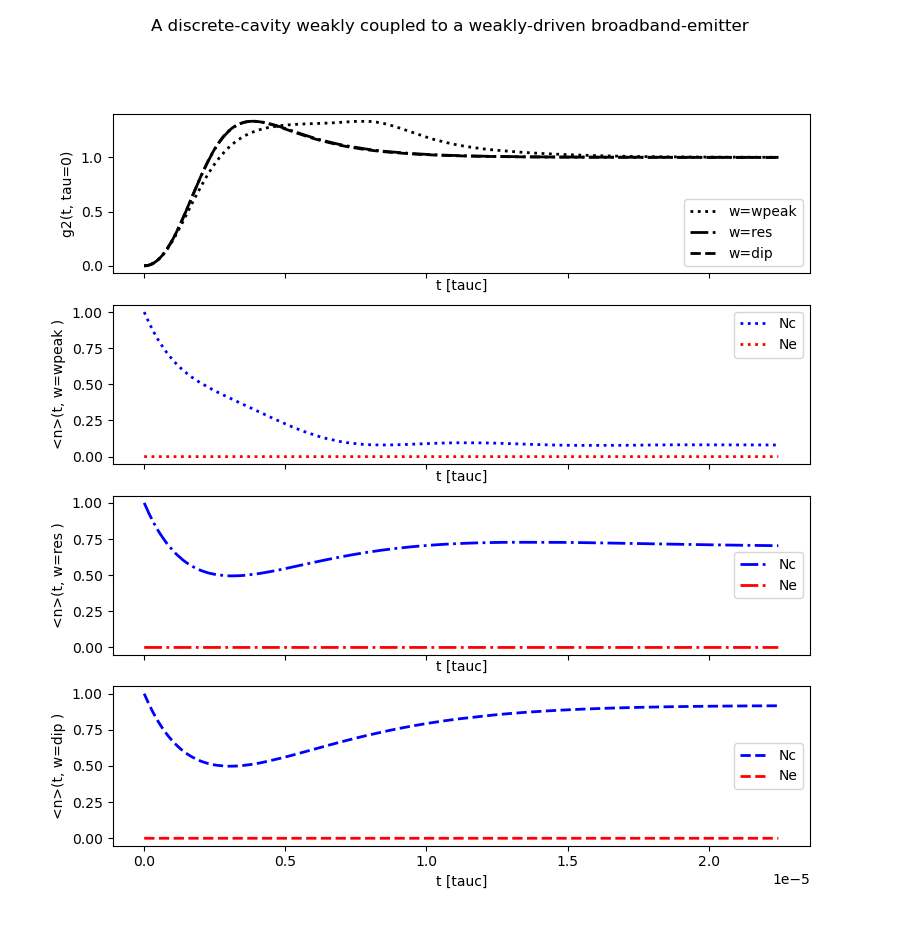 A discrete-cavity weakly coupled to a weakly-driven broadband-emitter
g2(t, tau=0)
1.0
0.5
0.0
w=wpeak
w=res
w=dip
t [tauc]
<n>(t, w=wpeak )
1.00
0.75
0.50
0.25
0.00
Nc
Ne
t [tauc]
<n>(t, w=res )
1.00
0.75
0.50
0.25
0.00
Nc
Ne
t [tauc]
<n>(t, w=dip )
1.00
0.75
0.50
0.25
0.00
Nc
Ne
0.0 0.5 1.0 1.5 2.0
t [tauc]
1e−5